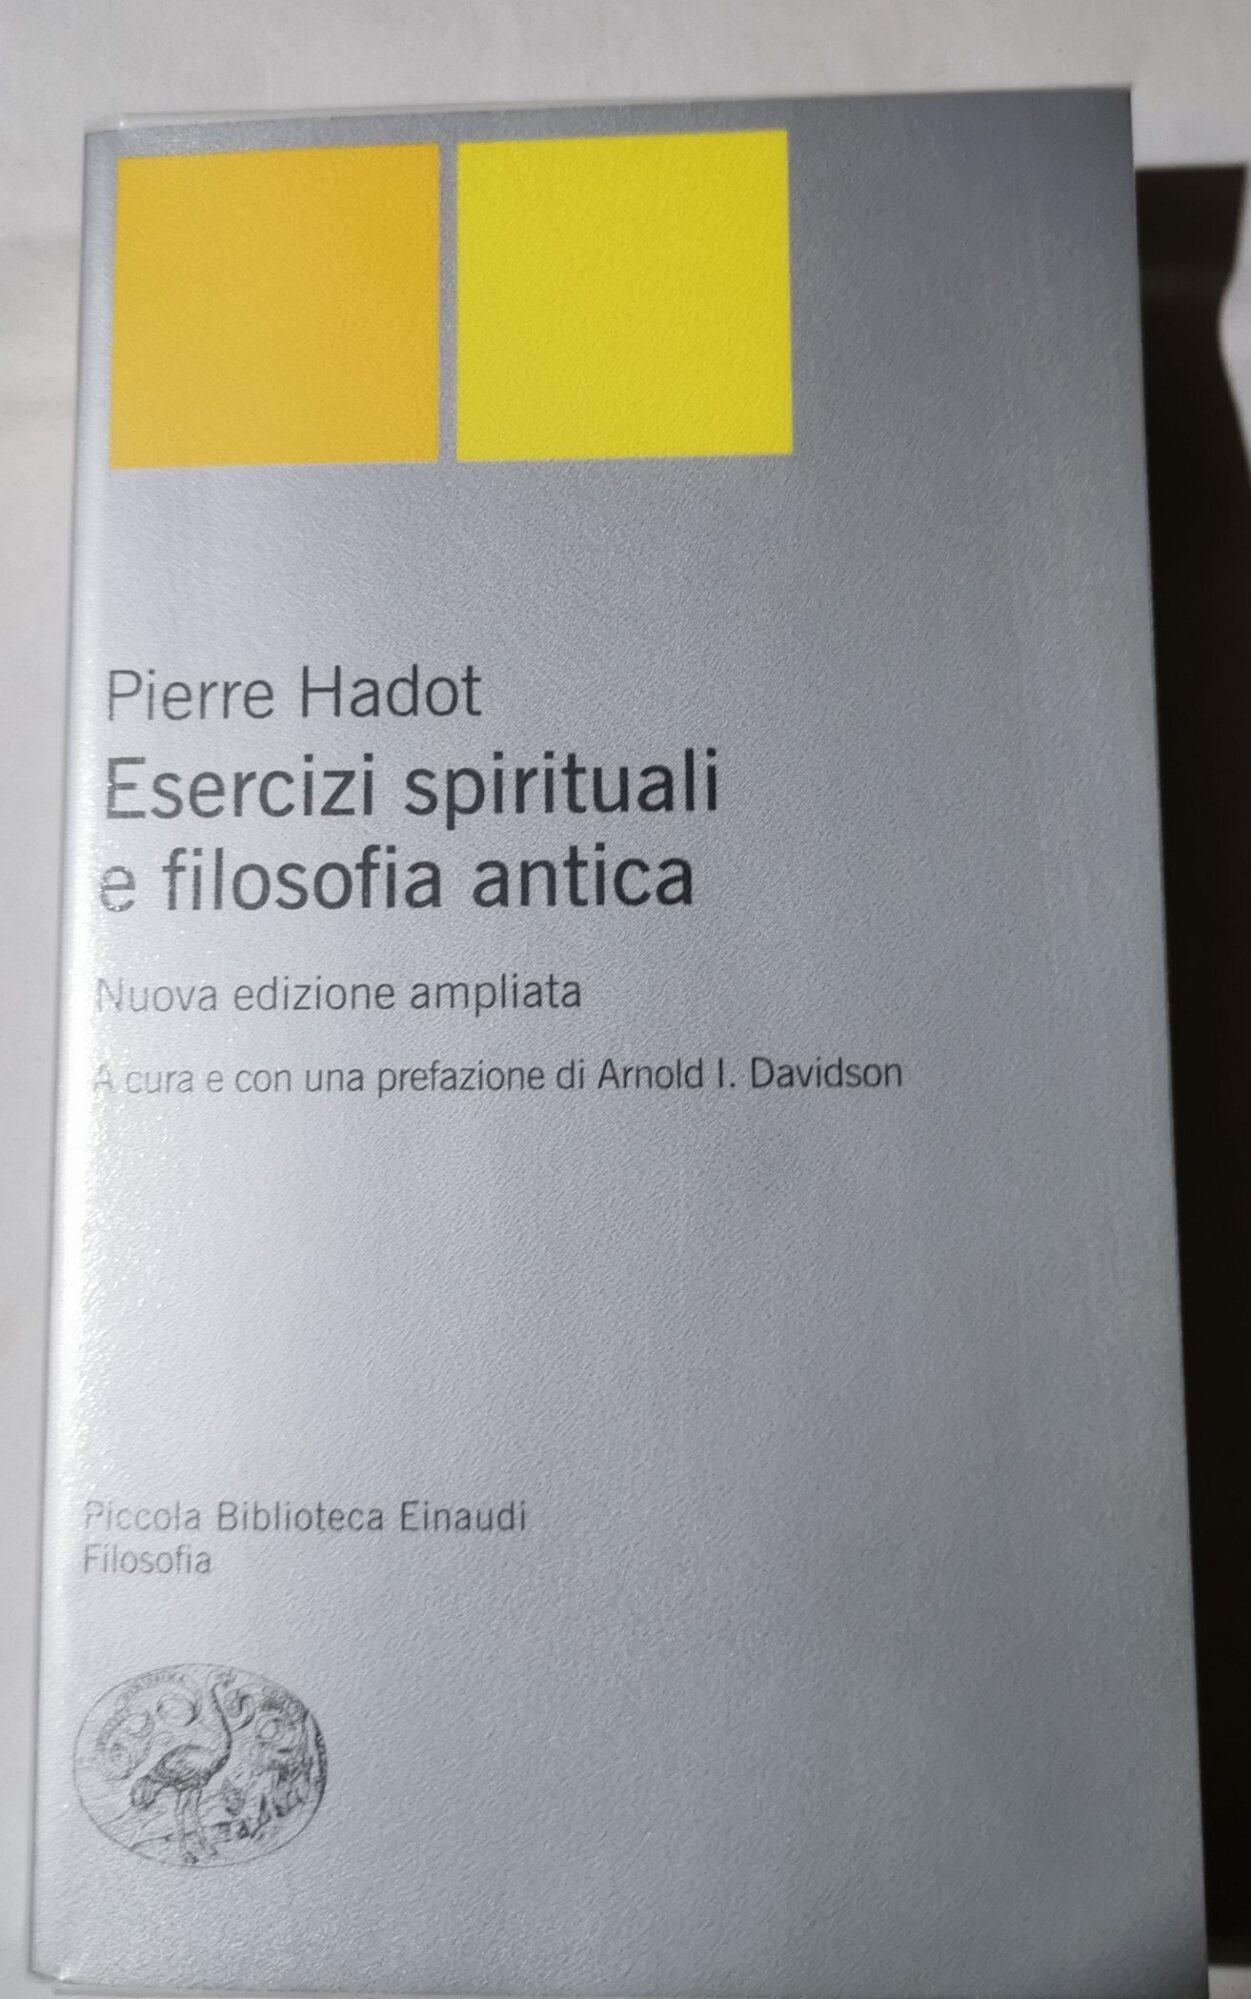 Pierre Hadot
Esercizi spirituali
e filosofia antica
Nuova edizione ampliata
A cura e con una prefazione di Arnold I. Davidson
Piccola Biblioteca Einaudi
Filosofia